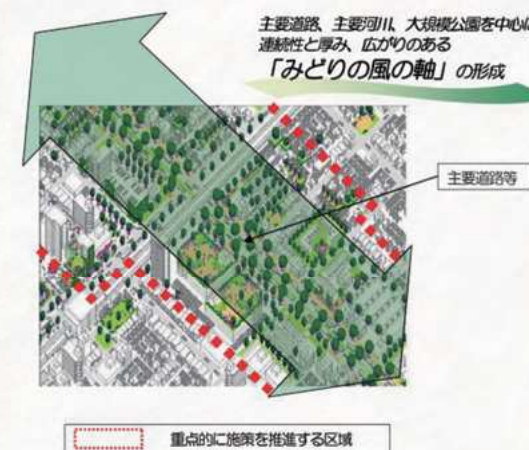 主要道路、主要河川、大規模公園を中心に
連続性と厚み、広がりのある
「みどりの風の軸」の形成
主要道路等
重点的に施策を推進する区域